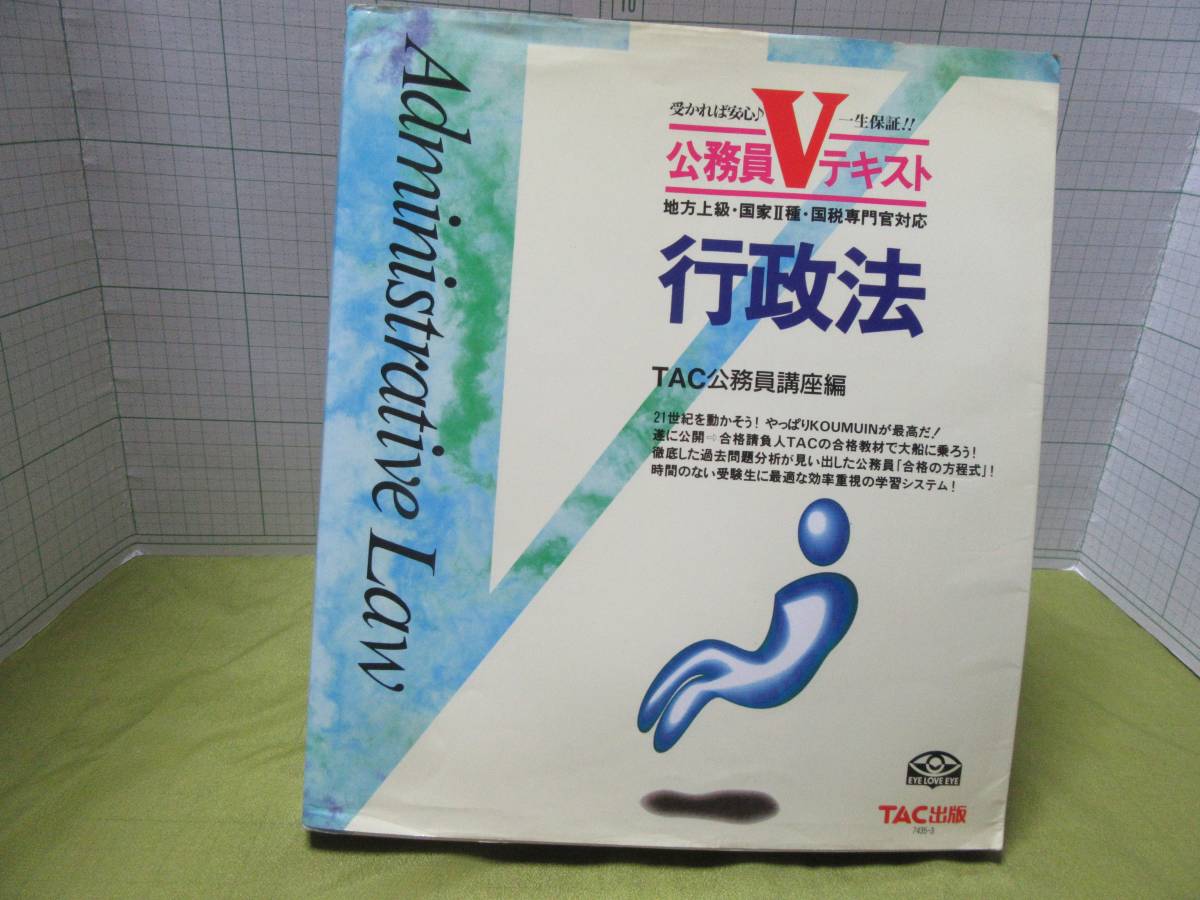 10
Administrative Law
受かれば安心♪
一生保証!!
公務員Vテキスト
地方上級・国家II種・国税専門官対応
行政法
TAC公務員講座編
21世紀を動かそう! やっぱりKOUMUINが最高だ!
遂に公開⇨合格請負人TACの合格教材で大船に乗ろう!
徹底した過去問題分析が見い出した公務員「合格の方程式」!
時間のない受験生に最適な効率重視の学習システム!
EYE LOVE EYE
TAC出版
7435-3